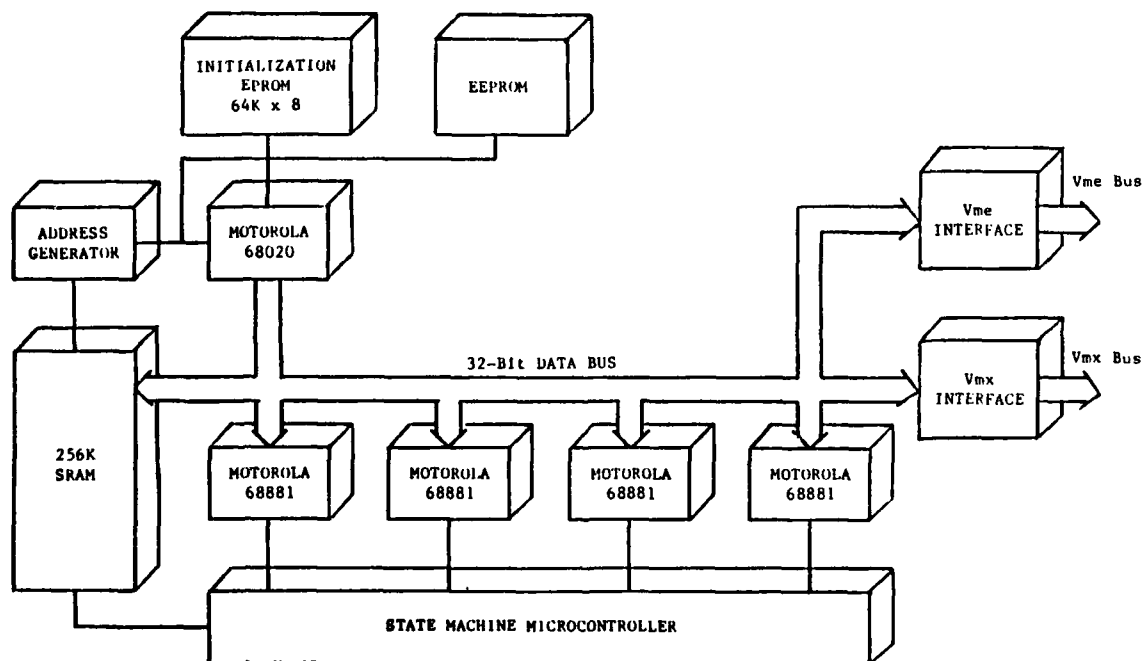 INITIALIZATION
EPROM
64K x 8
EEPROM
Vme Bus
Vme
INTERFACE
ADDRESS
GENERATOR
MOTOROLA
68020
32-Bit DATA BUS
Vmx Bus
Vmx
INTERFACE
256K
SRAM
MOTOROLA
68881
MOTOROLA
68881
MOTOROLA
68881
MOTOROLA
68881
STATE MACHINE MICROCONTROLLER